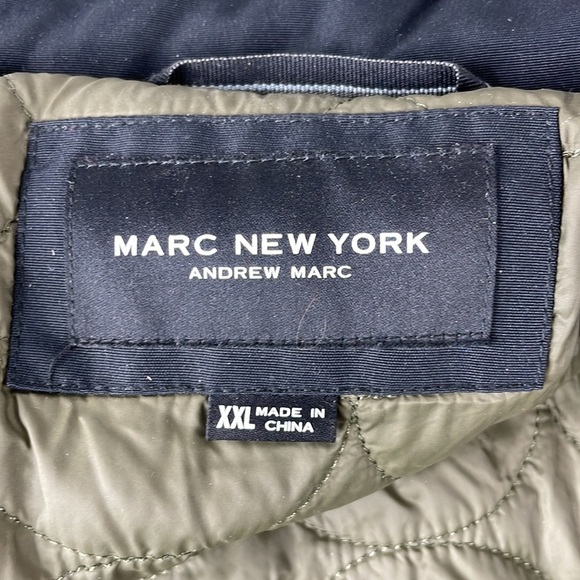 MARC NEW YORK
ANDREW MARC
XXL MADE IN
CHINA